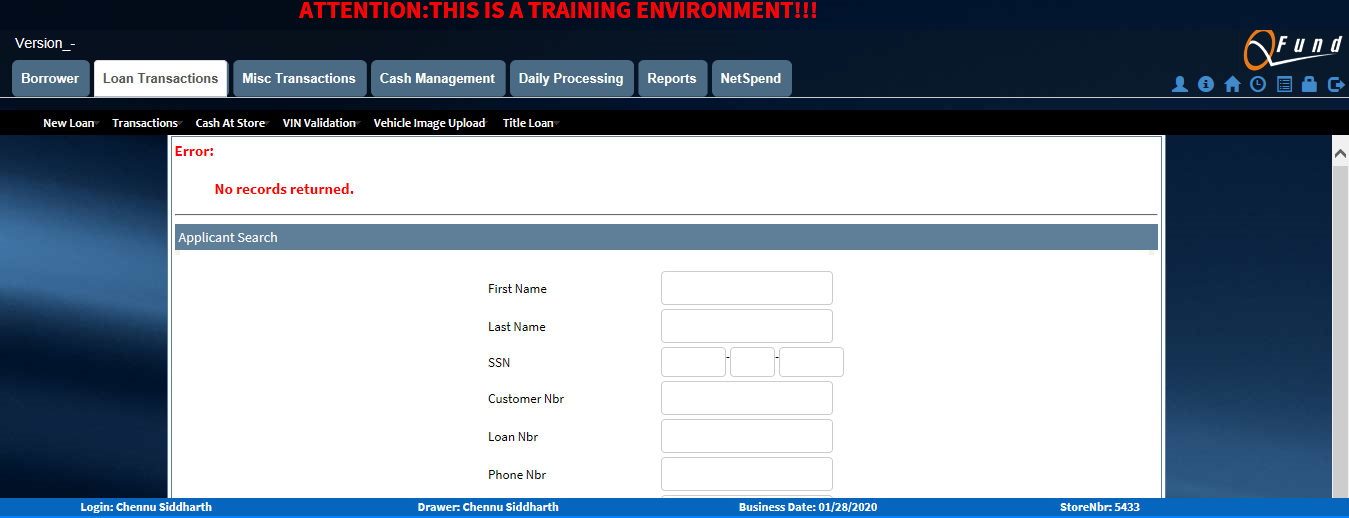 ATTENTION:THIS IS A TRAINING ENVIRONMENT!!!
Version_-
QFund
Borrower Loan Transactions Misc Transactions Cash Management Daily Processing Reports NetSpend
New Loan Transactions Cash At Store VIN Validation Vehicle Image Upload Title Loan
Error:
No records returned.
Applicant Search
First Name
Last Name
SSN - -
Customer Nbr
Loan Nbr
Phone Nbr
Login: Chennu Siddharth Drawer: Chennu Siddharth Business Date: 01/28/2020 StoreNbr: 5433